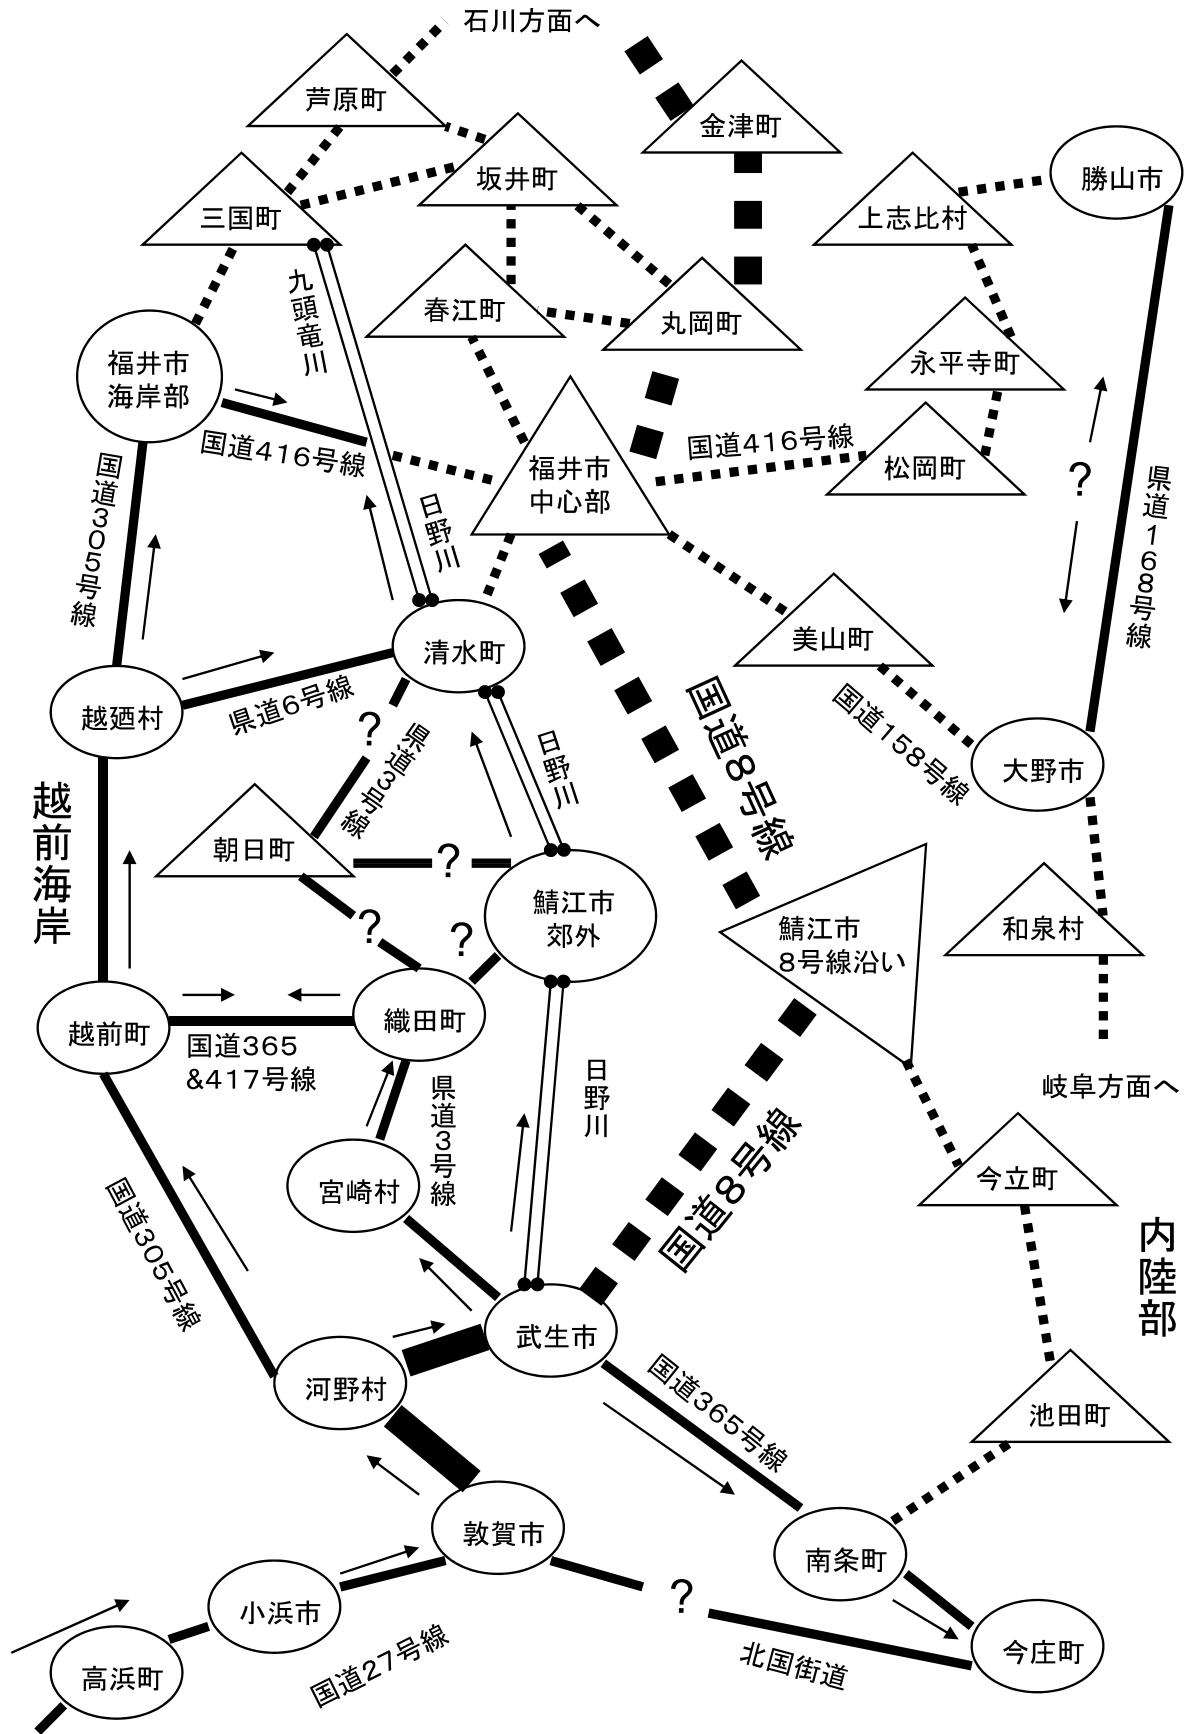 石川方面へ
芦原町
金津町
坂井町
勝山市
三国町
上志比村
九頭竜川
春江町
丸岡町
福井市
海岸部
永平寺町
国道416号線
国道416号線
福井市
中心部
松岡町
国道305号線
日野川
?
県道168号線
清水町
美山町
越廼村
県道6号線
?
県道3号線
日野川
国道8号線
国道158号線
大野市
越前海岸
朝日町
?
鯖江市
郊外
鯖江市
8号線沿い
和泉村
?
?
越前町
織田町
国道365
&417号線
県道3号線
日野川
岐阜方面へ
宮崎村
国道8号線
今立町
国道305号線
内陸部
武生市
河野村
国道365号線
池田町
敦賀市
南条町
小浜市
?
今庄町
高浜町
国道27号線
北国街道